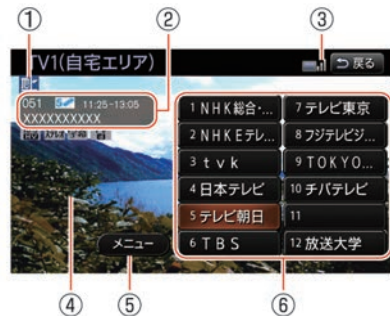 ① ② ③
TV1(自宅エリア)
戻る
051 11:25-13:05
XXXXXXXXXX
字幕
1 NHK総合・...
7 テレビ東京
2 NHKEテレ...
8 フジテレビジ...
3 tvk
9 TOKYO...
4 日本テレビ
10 チバテレビ
5 テレビ朝日
11
6 TBS
12 放送大学
メニュー
④ ⑤ ⑥